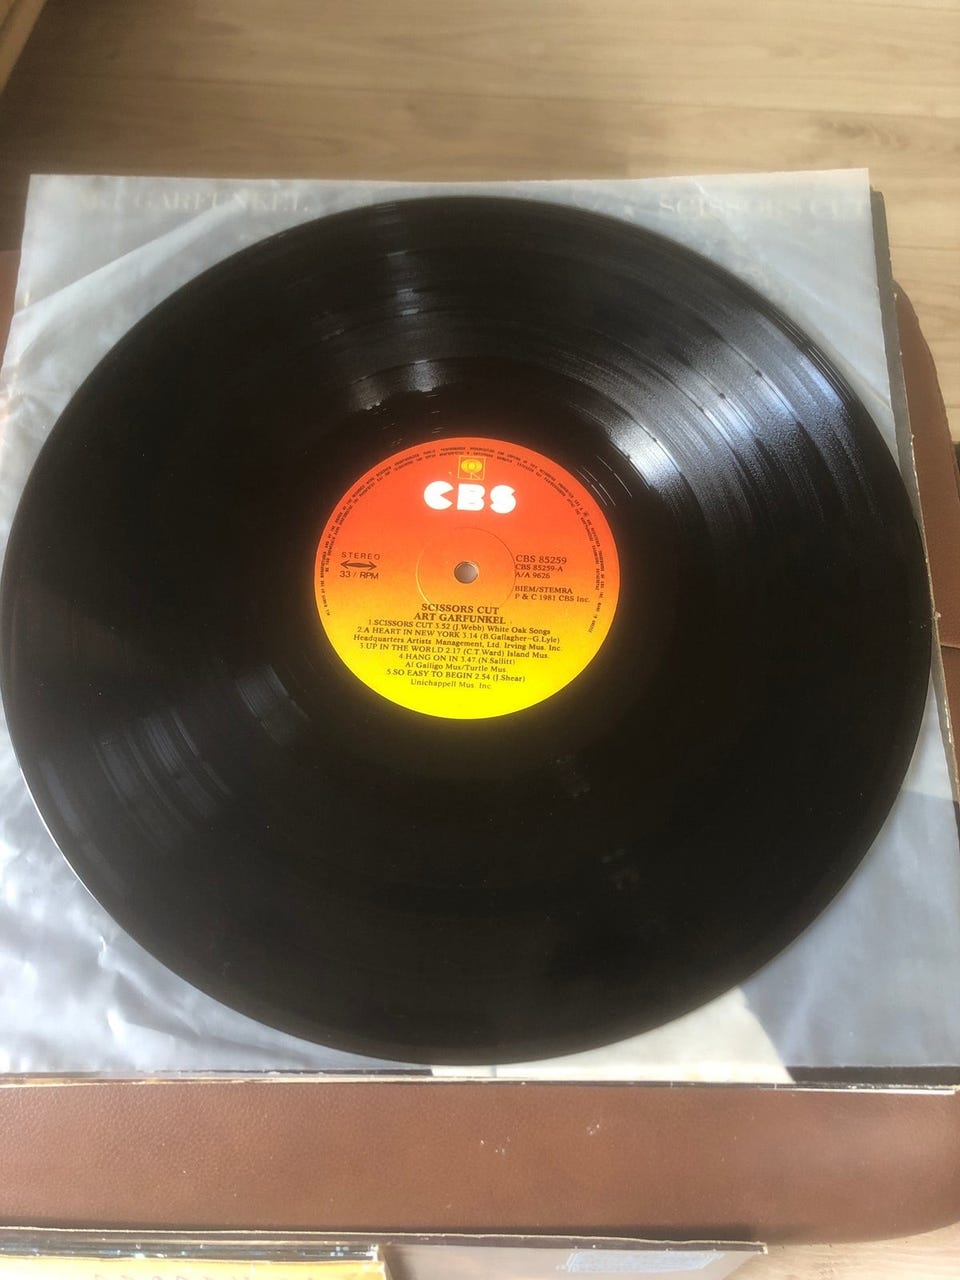 ART GARFUNKEL
SCISSORS CUT
CBS
STEREO
33 / RPM
CBS 85259
CBS 85259-A
A/A 9626
BIEM/STEMRA
P & C 1981 CBS Inc.
SCISSORS CUT
ART GARFUNKEL
1.SCISSORS CUT 3.52 (J.Webb) White Oak Songs
2.A HEART IN NEW YORK 3.14 (B.Gallagher-G.Lyle)
Headquarters Artists Management, Ltd. Irving Mus. Inc.
3.UP IN THE WORLD 2.17 (C.T.Ward) Island Mus.
4.HANG ON IN 3.47 (N.Sallitt)
Al Galligo Mus/Turtle Mus.
5.SO EASY TO BEGIN 2.54 (J.Shear)
Unichappell Mus. Inc.